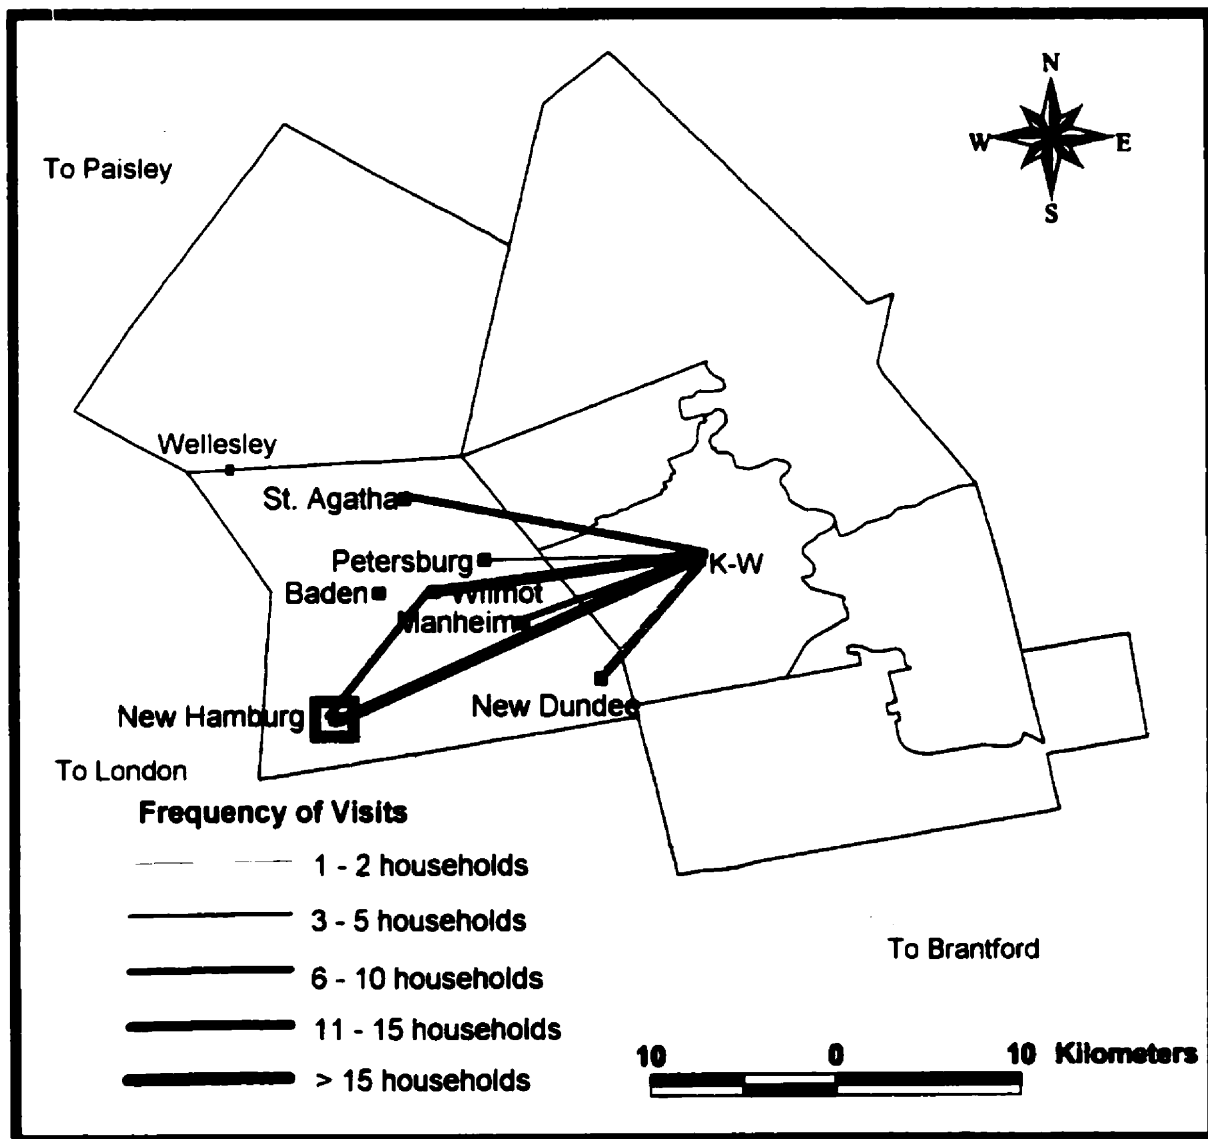 N
To Paisley
W
E
S
Wellesley
St. Agatha
Petersburg
K-W
Baden
Wilmot
Manheim
New Hamburg
New Dundee
To London
Frequency of Visits
1 - 2 households
3 - 5 households
6 - 10 households
11 - 15 households
> 15 households
To Brantford
10 0 10 Kilometers